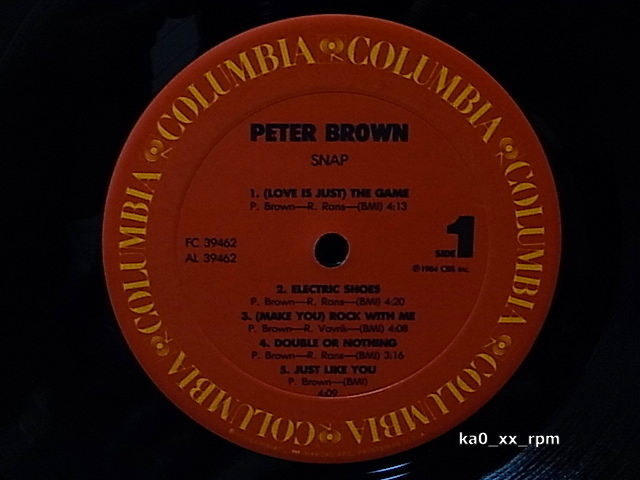 COLUMBIA COLUMBIA COLUMBIA COLUMBIA COLUMBIA COLUMBIA
PETER BROWN
SNAP
1. (LOVE IS JUST) THE GAME
P. Brown—R. Rans—(BMI) 4:13
FC 39462
AL 39462
SIDE 1
℗ 1984 CBS Inc.
2. ELECTRIC SHOES
P. Brown—R. Rans—(BMI) 4:20
3. (MAKE YOU) ROCK WITH ME
P. Brown—R. Vavrik—(BMI) 4:08
4. DOUBLE OR NOTHING
P. Brown—R. Rans—(BMI) 3:16
5. JUST LIKE YOU
P. Brown—(BMI)
4:09
ka0_xx_rpm